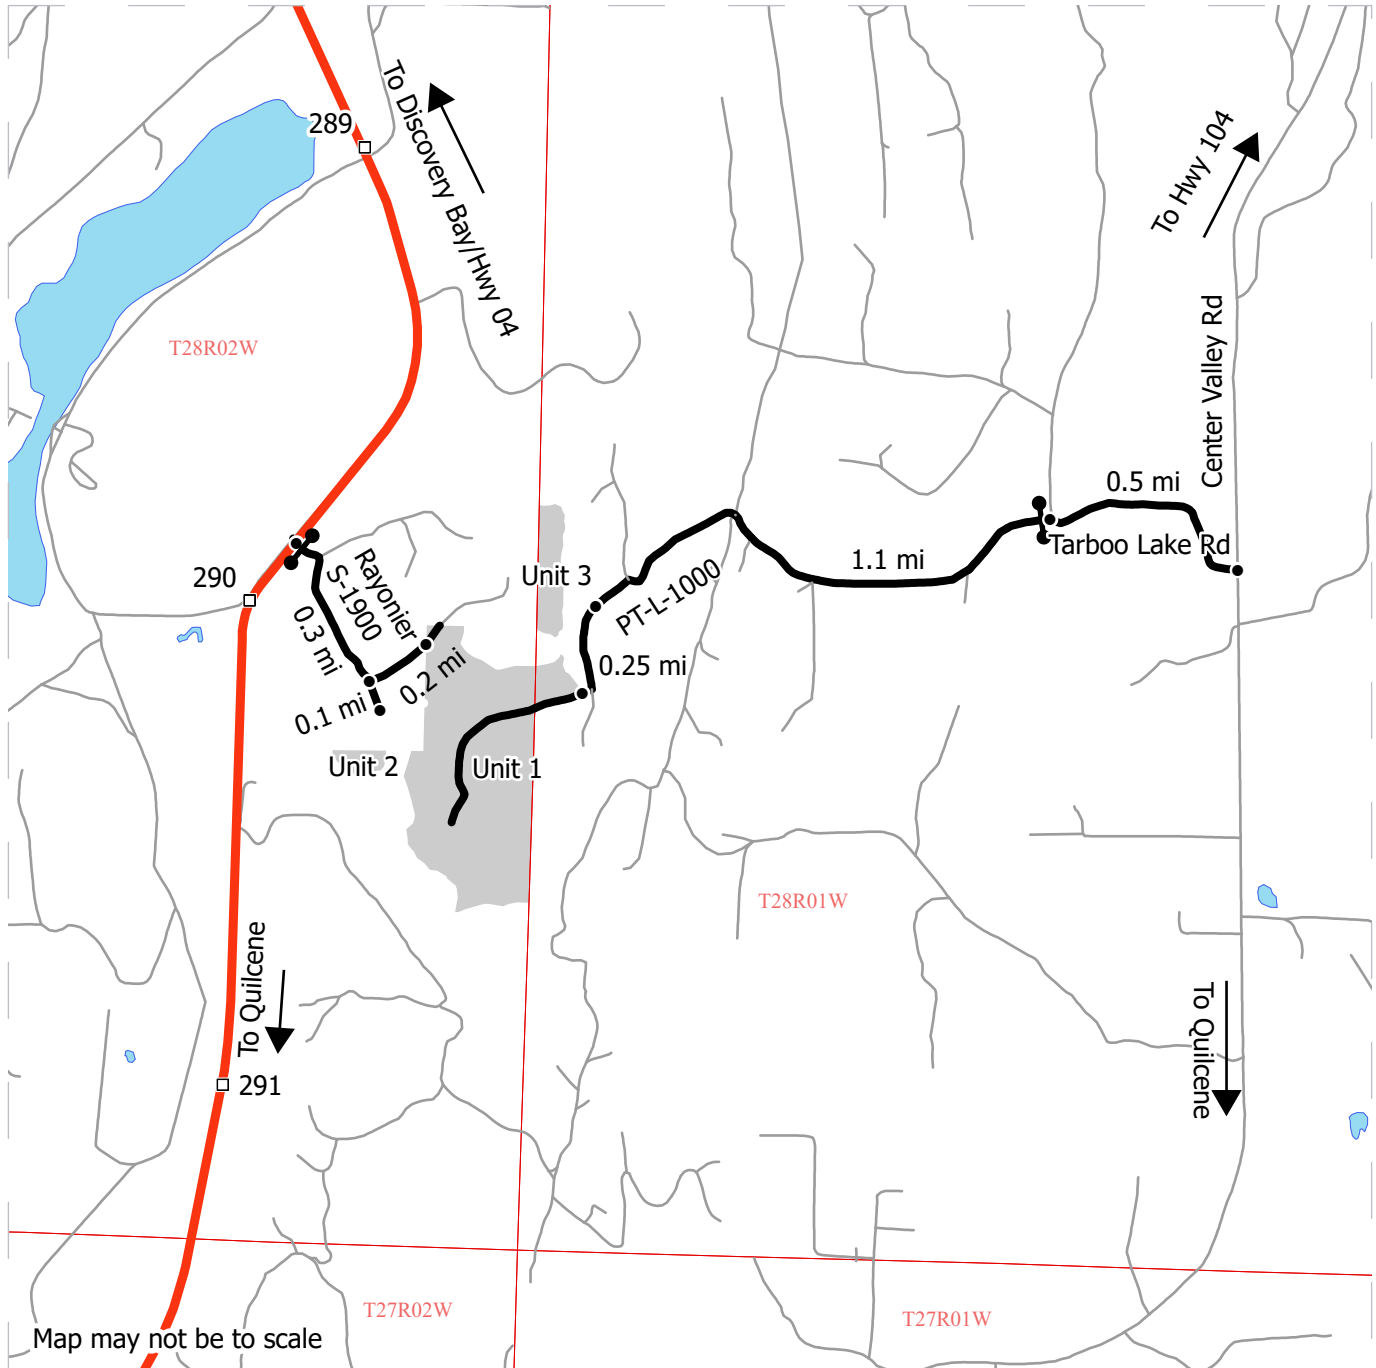 289
To Discovery Bay/Hwy 04
To Hwy 104
T28R02W
Center Valley Rd
0.5 mi
Tarboo Lake Rd
1.1 mi
290
Rayonier
S-1900
Unit 3
PT-L-1000
0.3 mi
0.25 mi
0.2 mi
0.1 mi
Unit 2
Unit 1
T28R01W
To Quilcene
To Quilcene
291
T27R02W
T27R01W
Map may not be to scale